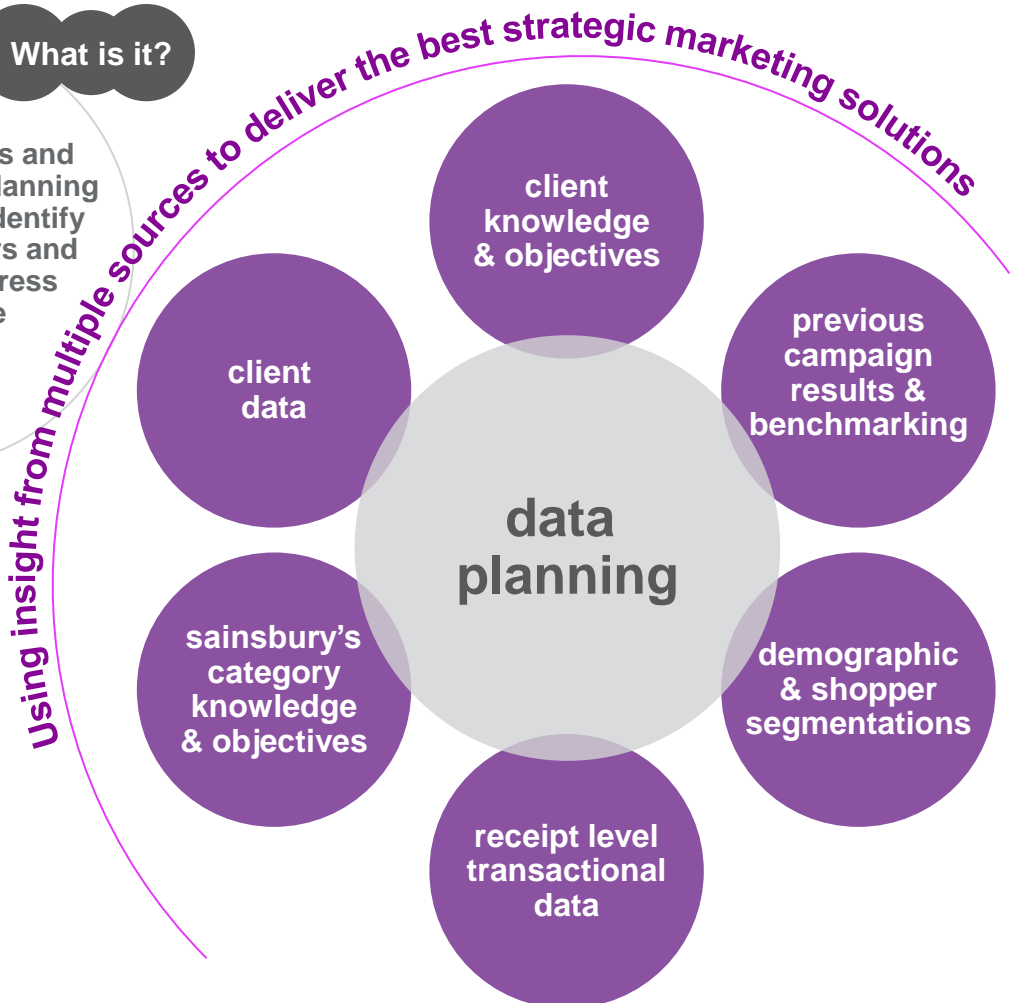 What is it?
s and
lanning
dentify
rs and
ress
e
Using insight from multiple sources to deliver the best strategic marketing solutions
client
knowledge
& objectives
previous
campaign
results &
benchmarking
client
data
data
planning
sainsbury’s
category
knowledge
& objectives
demographic
& shopper
segmentations
receipt level
transactional
data